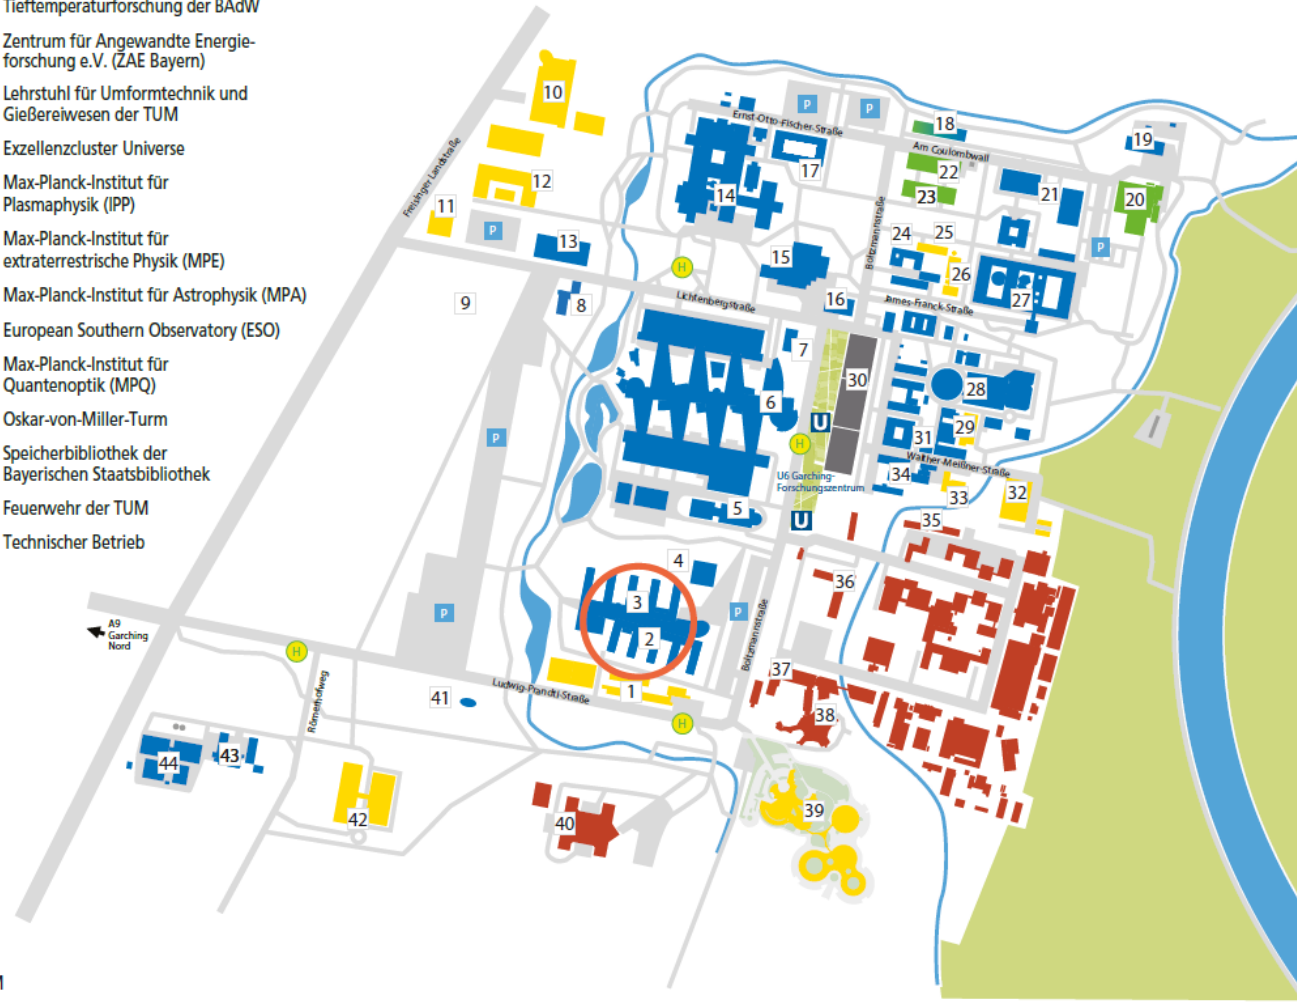 Tieftemperaturforschung der BAdW
Zentrum für Angewandte Energie-
forschung e.V. (ZAE Bayern)
Lehrstuhl für Umformtechnik und
Gießereiwesen der TUM
Exzellenzcluster Universe
Max-Planck-Institut für
Plasmaphysik (IPP)
Max-Planck-Institut für
extraterrestrische Physik (MPE)
Max-Planck-Institut für Astrophysik (MPA)
European Southern Observatory (ESO)
Max-Planck-Institut für
Quantenoptik (MPQ)
Oskar-von-Miller-Turm
Speicherbibliothek der
Bayerischen Staatsbibliothek
Feuerwehr der TUM
Technischer Betrieb
10
P
P
Ernst-Otto-Fischer-Straße
18
19
Am Coulombwall
Freisinger Landstraße
12
17
22
11
14
23
21
20
P
13
15
Boltzmannstraße
24
25
P
H
26
9
8
Lichtenbergstraße
16
James-Franck-Straße
27
7
30
28
6
U
29
P
H
31
Walther-Meißner-Straße
U6 Garching-
Forschungszentrum
34
33
32
5
U
35
4
36
3
P
P
2
Boltzmannstraße
A9
Garching
Nord
H
37
1
Ludwig-Prandtl-Straße
41
Römerhofweg
H
38
44
43
42
40
39